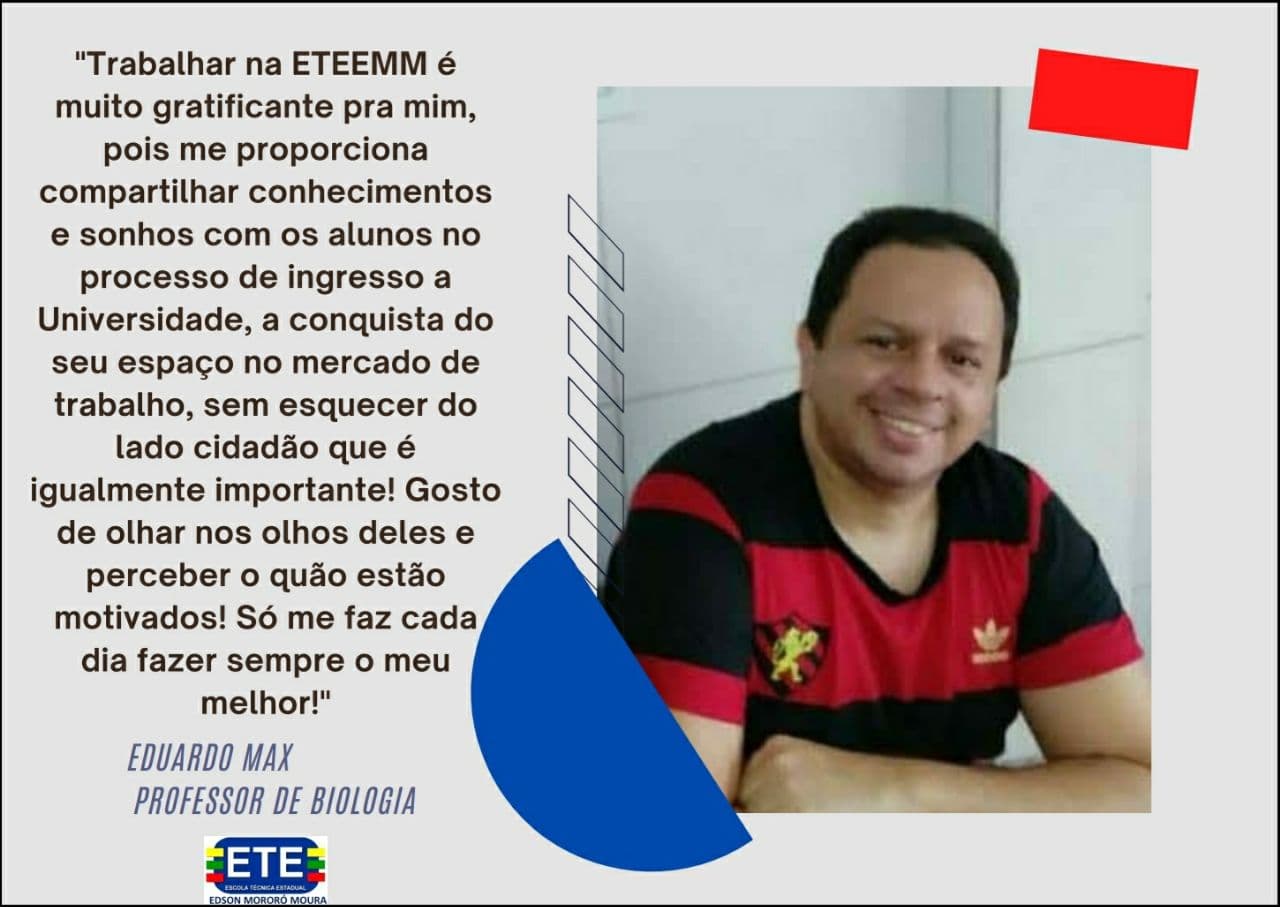 "Trabalhar na ETEEMM é
muito gratificante pra mim,
pois me proporciona
compartilhar conhecimentos
e sonhos com os alunos no
processo de ingresso a
Universidade, a conquista do
seu espaço no mercado de
trabalho, sem esquecer do
lado cidadão que é
igualmente importante! Gosto
de olhar nos olhos deles e
perceber o quão estão
motivados! Só me faz cada
dia fazer sempre o meu
melhor!"
EDUARDO MAX
PROFESSOR DE BIOLOGIA
ETE
ESCOLA TÉCNICA ESTADUAL
EDSON MORORÓ MOURA